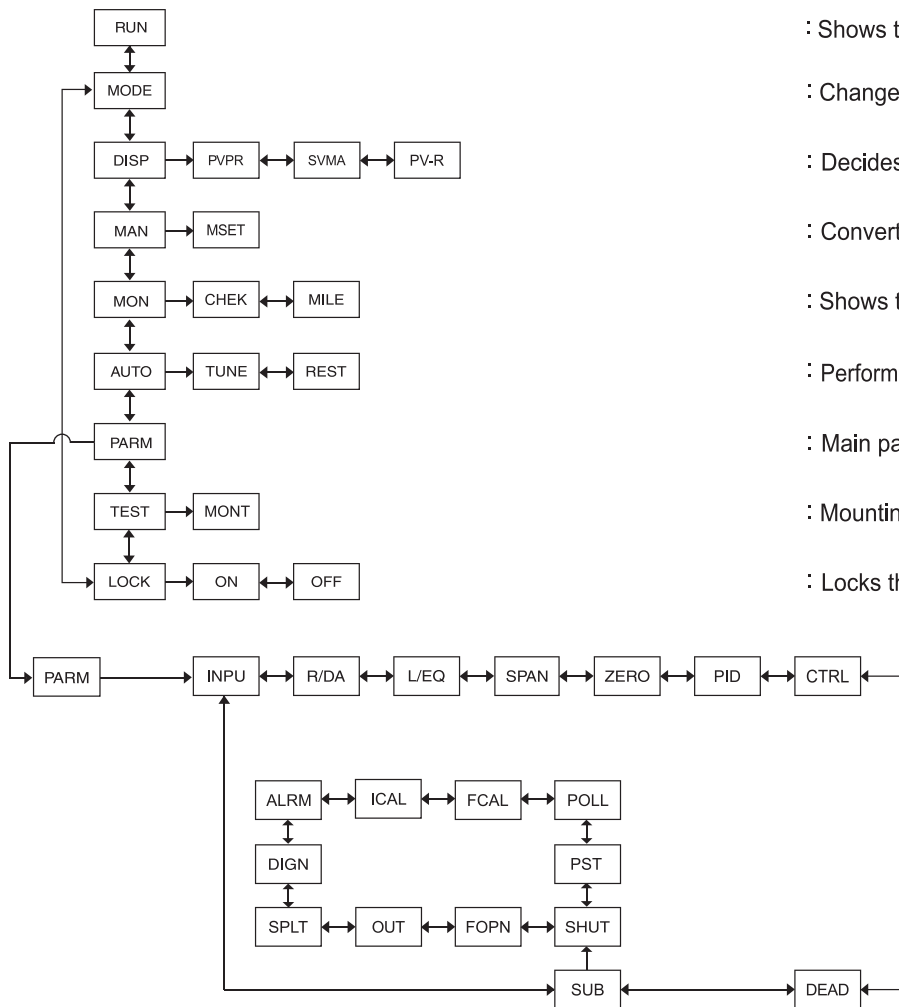 RUN
: Shows t
MODE
: Change
DISP PVPR SVMA PV-R
: Decides
MAN MSET
: Convert
MON CHEK MILE
: Shows t
AUTO TUNE REST
: Perform
PARM
: Main pa
TEST MONT
: Mountin
LOCK ON OFF
: Locks th
PARM INPU R/DA L/EQ SPAN ZERO PID CTRL
ALRM ICAL FCAL POLL
DIGN PST
SPLT OUT FOPN SHUT
SUB DEAD